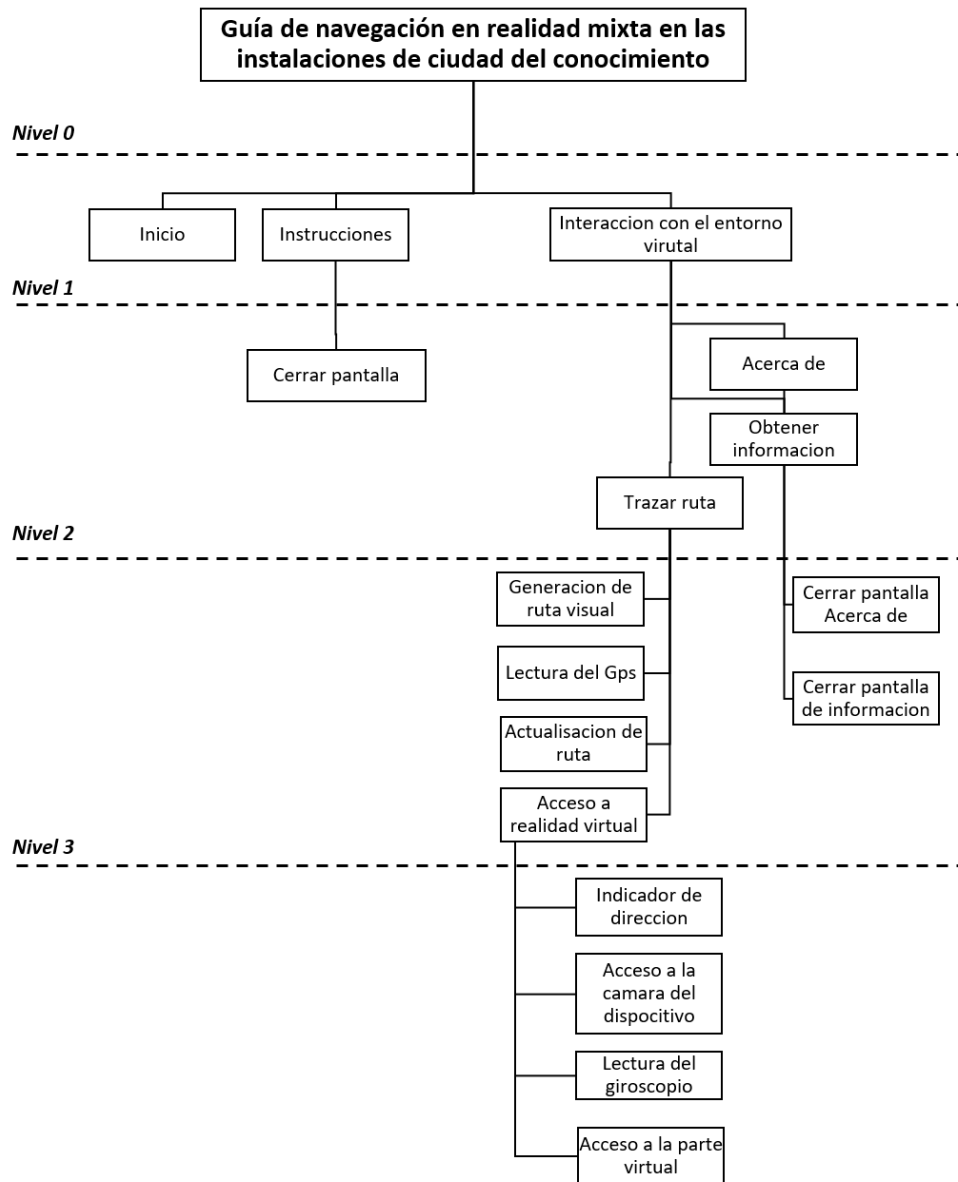 Guía de navegación en realidad mixta en las
instalaciones de ciudad del conocimiento
Nivel 0
Inicio
Instrucciones
Interaccion con el entorno
virutal
Nivel 1
Cerrar pantalla
Acerca de
Obtener
informacion
Trazar ruta
Nivel 2
Generacion de
ruta visual
Cerrar pantalla
Acerca de
Lectura del Gps
Cerrar pantalla
de informacion
Actualisacion de
ruta
Acceso a
realidad virtual
Nivel 3
Indicador de
direccion
Acceso a la
camara del
dispocitivo
Lectura del
giroscopio
Acceso a la parte
virtual